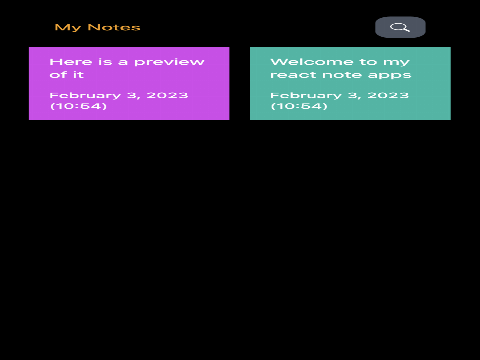 My Notes
Here is a preview
of it
February 3, 2023
(10:54)
Welcome to my
react note apps
February 3, 2023
(10:54)